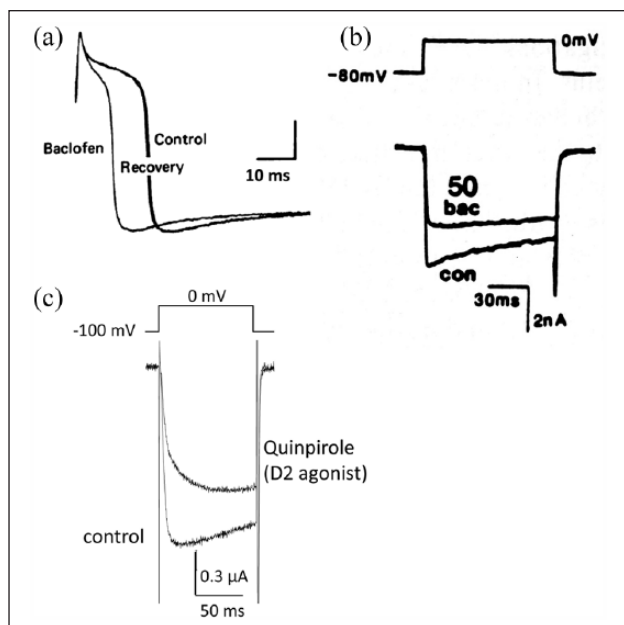 (a)
Baclofen
Control
Recovery
10 ms
(b)
0mV
-80mV
50
bac
con
30ms
2nA
(c)
0 mV
-100 mV
Quinpirole
(D2 agonist)
control
0.3 µA
50 ms